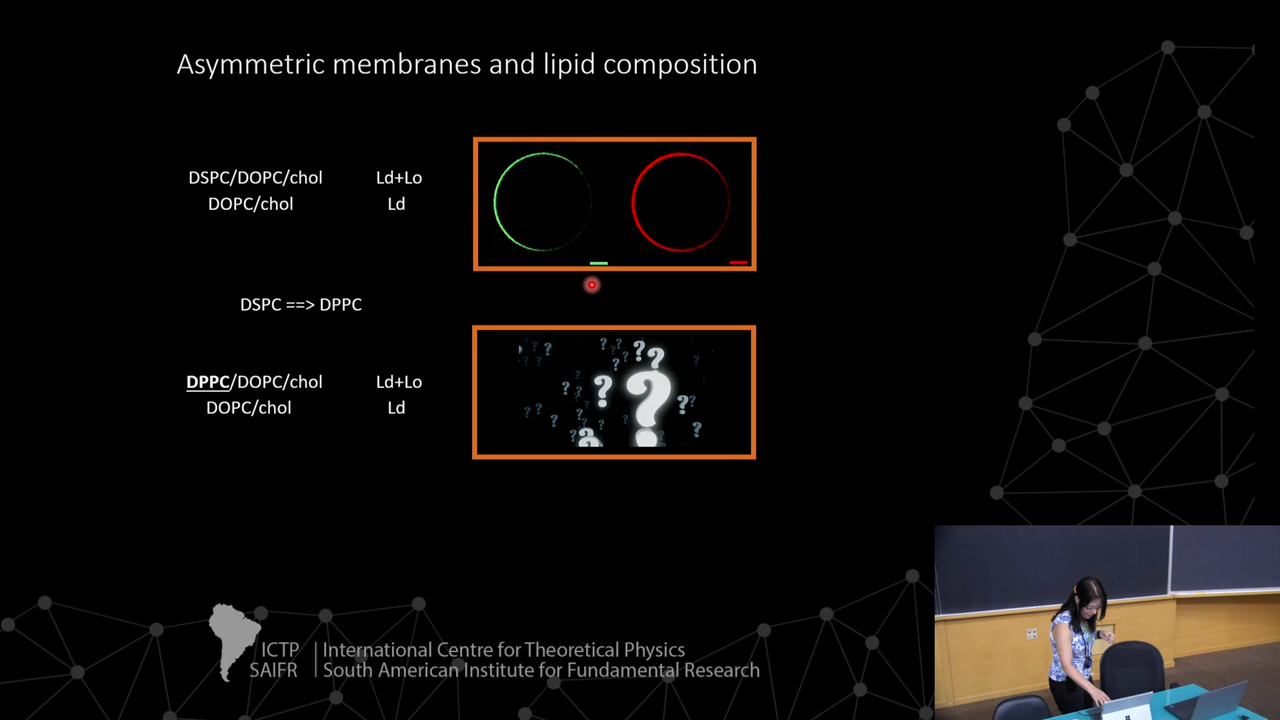 Asymmetric membranes and lipid composition
DSPC/DOPC/chol Ld+Lo
DOPC/chol Ld
DSPC ==> DPPC
DPPC/DOPC/chol Ld+Lo
DOPC/chol Ld
? ? ? ? ? ? ? ?
ICTP International Centre for Theoretical Physics
SAIFR South American Institute for Fundamental Research